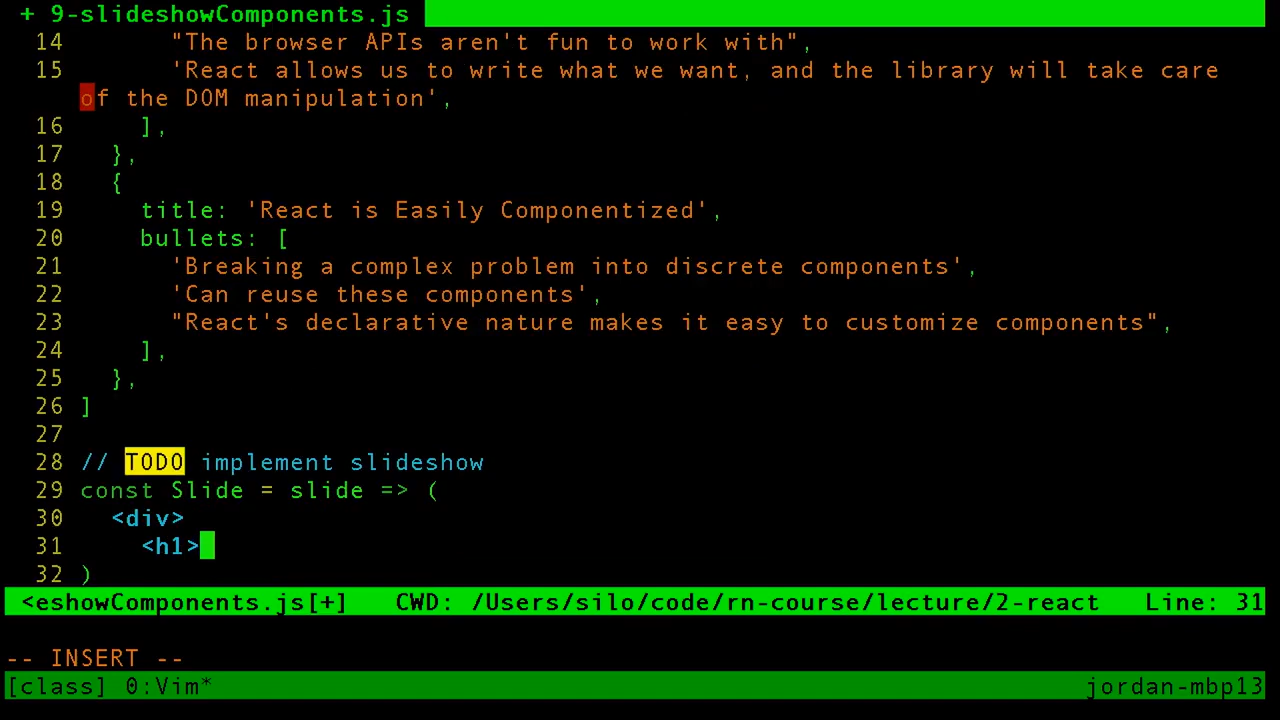 + 9-slideshowComponents.js
14 "The browser APIs aren't fun to work with",
15 'React allows us to write what we want, and the library will take care
of the DOM manipulation',
16 ],
17 },
18 {
19 title: 'React is Easily Componentized',
20 bullets: [
21 'Breaking a complex problem into discrete components',
22 'Can reuse these components',
23 "React's declarative nature makes it easy to customize components",
24 ],
25 },
26 ]
27
28 // TODO implement slideshow
29 const Slide = slide => (
30 <div>
31 <h1>
32 )
<eshowComponents.js[+] CWD: /Users/silo/code/rn-course/lecture/2-react Line: 31
-- INSERT --
[class] 0:Vim* jordan-mbp13